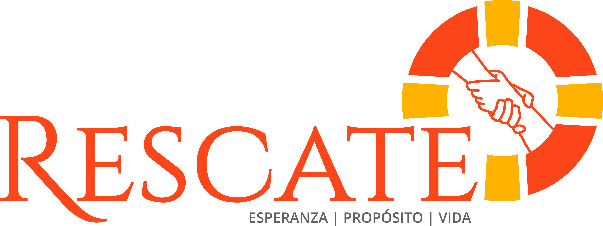 RESCATE
ESPERANZA | PROPÓSITO | VIDA